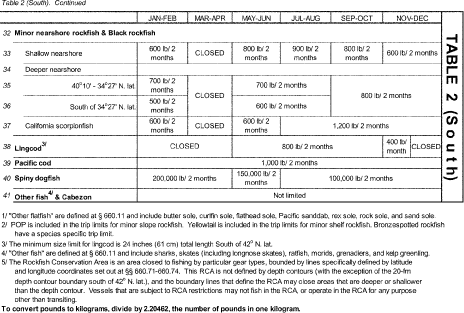 Table 2 (South). Continued
JAN-FEB MAR-APR MAY-JUN JUL-AUG SEP-OCT NOV-DEC
32 Minor nearshore rockfish & Black rockfish
33 Shallow nearshore 600 lb/ 2 months CLOSED 800 lb/ 2 months 900 lb/ 2 months 800 lb/ 2 months 600 lb/ 2 months
34 Deeper nearshore
35 40°10' - 34°27' N. lat. 700 lb/ 2 months CLOSED 700 lb/ 2 months 800 lb/ 2 months
36 South of 34°27' N. lat. 500 lb/ 2 months 600 lb/ 2 months
37 California scorpionfish 600 lb/ 2 months CLOSED 600 lb/ 2 months 1,200 lb/ 2 months
38 Lingcod3/ CLOSED 800 lb/ 2 months 400 lb/ month CLOSED
39 Pacific cod 1,000 lb/ 2 months
40 Spiny dogfish 200,000 lb/ 2 months 150,000 lb/ 2 months 100,000 lb/ 2 months
41 Other fish4/ & Cabezon Not limited
TABLE 2 (South)
1/ "Other flatfish" are defined at § 660.11 and include butter sole, curlfin sole, flathead sole, Pacific sanddab, rex sole, rock sole, and sand sole.
2/ POP is included in the trip limits for minor slope rockfish. Yellowtail is included in the trip limits for minor shelf rockfish. Bronzespotted rockfish
have a species specific trip limit.
3/ The minimum size limit for lingcod is 24 inches (61 cm) total length South of 42° N. lat.
4/ "Other fish" are defined at §§ 660.11 and include sharks, skates (including longnose skates), ratfish, morids, grenadiers, and kelp greenling.
5/ The Rockfish Conservation Area is an area closed to fishing by particular gear types, bounded by lines specifically defined by latitude
and longitude coordinates set out at §§ 660.71-660.74. This RCA is not defined by depth contours (with the exception of the 20-fm
depth contour boundary south of 42° N. lat.), and the boundary lines that define the RCA may close areas that are deeper or shallower
than the depth contour. Vessels that are subject to RCA restrictions may not fish in the RCA, or operate in the RCA for any purpose
other than transiting.
To convert pounds to kilograms, divide by 2.20462, the number of pounds in one kilogram.